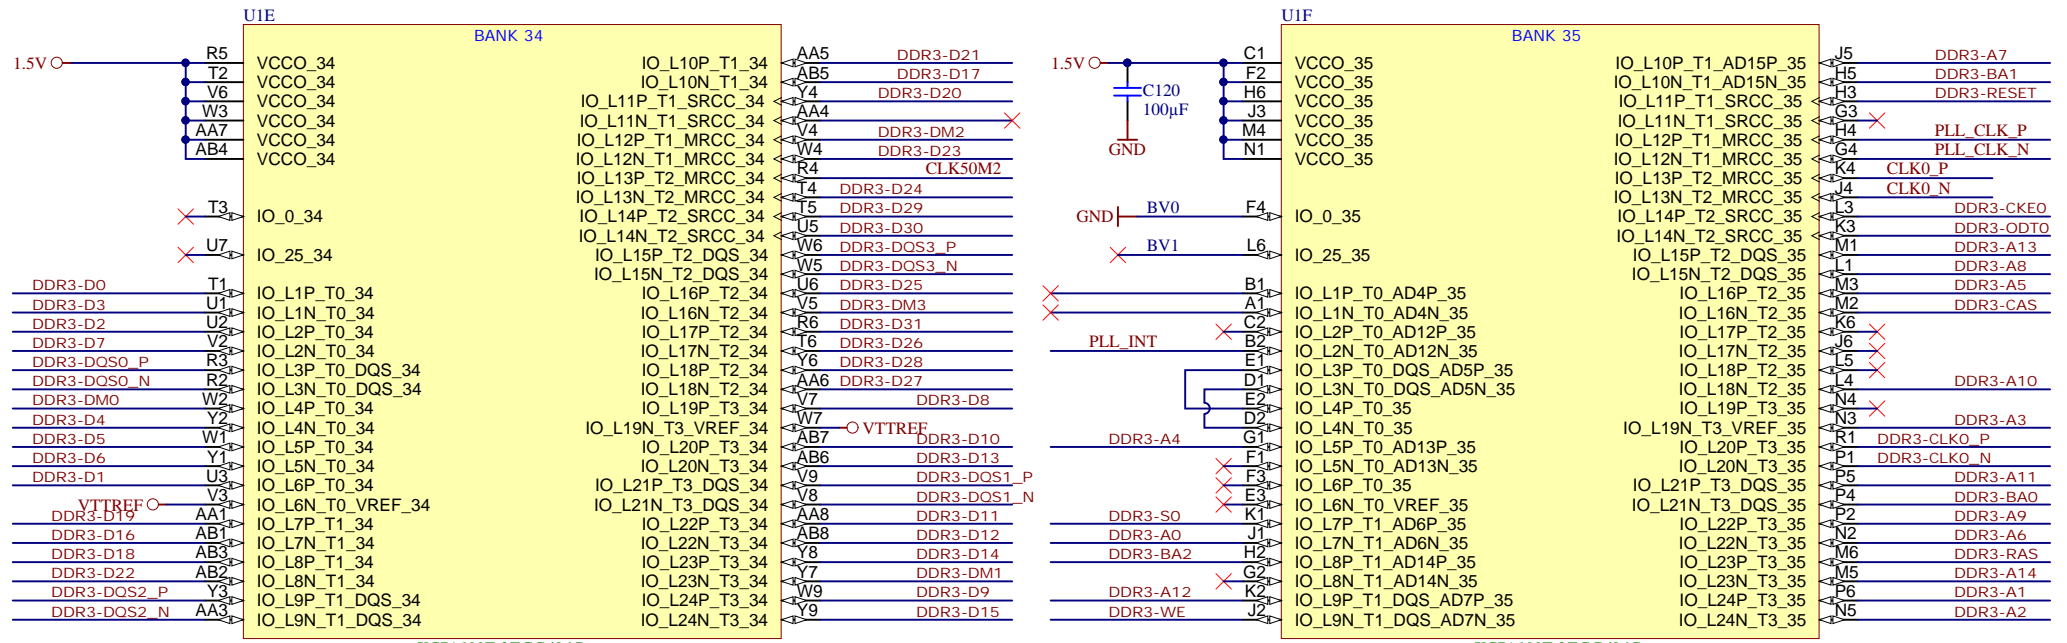 U1E
BANK 34
1.5V
R5 VCCO_34
T2 VCCO_34
V6 VCCO_34
W3 VCCO_34
AA7 VCCO_34
AB4 VCCO_34
T3 IO_0_34
U7 IO_25_34
DDR3-D0 T1 IO_L1P_T0_34
DDR3-D3 U1 IO_L1N_T0_34
DDR3-D2 U2 IO_L2P_T0_34
DDR3-D7 V2 IO_L2N_T0_34
DDR3-DQS0_P R3 IO_L3P_T0_DQS_34
DDR3-DQS0_N R2 IO_L3N_T0_DQS_34
DDR3-DM0 W2 IO_L4P_T0_34
DDR3-D4 Y2 IO_L4N_T0_34
DDR3-D5 W1 IO_L5P_T0_34
DDR3-D6 Y1 IO_L5N_T0_34
DDR3-D1 U3 IO_L6P_T0_34
VTTREF V3 IO_L6N_T0_VREF_34
DDR3-D19 AA1 IO_L7P_T1_34
DDR3-D16 AB1 IO_L7N_T1_34
DDR3-D18 AB3 IO_L8P_T1_34
DDR3-D22 AB2 IO_L8N_T1_34
DDR3-DQS2_P Y3 IO_L9P_T1_DQS_34
DDR3-DQS2_N AA3 IO_L9N_T1_DQS_34
IO_L10P_T1_34 AA5 DDR3-D21
IO_L10N_T1_34 AB5 DDR3-D17
IO_L11P_T1_SRCC_34 Y4 DDR3-D20
IO_L11N_T1_SRCC_34 AA4
IO_L12P_T1_MRCC_34 V4 DDR3-DM2
IO_L12N_T1_MRCC_34 W4 DDR3-D23
IO_L13P_T2_MRCC_34 R4 CLK50M2
IO_L13N_T2_MRCC_34 T4 DDR3-D24
IO_L14P_T2_SRCC_34 T5 DDR3-D29
IO_L14N_T2_SRCC_34 U5 DDR3-D30
IO_L15P_T2_DQS_34 W6 DDR3-DQS3_P
IO_L15N_T2_DQS_34 W5 DDR3-DQS3_N
IO_L16P_T2_34 U6 DDR3-D25
IO_L16N_T2_34 V5 DDR3-DM3
IO_L17P_T2_34 R6 DDR3-D31
IO_L17N_T2_34 T6 DDR3-D26
IO_L18P_T2_34 Y6 DDR3-D28
IO_L18N_T2_34 AA6 DDR3-D27
IO_L19P_T3_34 V7 DDR3-D8
IO_L19N_T3_VREF_34 W7 VTTREF
IO_L20P_T3_34 AB7 DDR3-D10
IO_L20N_T3_34 AB6 DDR3-D13
IO_L21P_T3_DQS_34 V9 DDR3-DQS1_P
IO_L21N_T3_DQS_34 V8 DDR3-DQS1_N
IO_L22P_T3_34 AA8 DDR3-D11
IO_L22N_T3_34 AB8 DDR3-D12
IO_L23P_T3_34 Y8 DDR3-D14
IO_L23N_T3_34 Y7 DDR3-DM1
IO_L24P_T3_34 W9 DDR3-D9
IO_L24N_T3_34 Y9 DDR3-D15
U1F
BANK 35
1.5V
C120
100µF
GND
C1 VCCO_35
F2 VCCO_35
H6 VCCO_35
J3 VCCO_35
M4 VCCO_35
N1 VCCO_35
GND BV0 F4 IO_0_35
BV1 L6 IO_25_35
B1 IO_L1P_T0_AD4P_35
A1 IO_L1N_T0_AD4N_35
C2 IO_L2P_T0_AD12P_35
PLL_INT B2 IO_L2N_T0_AD12N_35
E1 IO_L3P_T0_DQS_AD5P_35
D1 IO_L3N_T0_DQS_AD5N_35
E2 IO_L4P_T0_35
D2 IO_L4N_T0_35
DDR3-A4 G1 IO_L5P_T0_AD13P_35
F1 IO_L5N_T0_AD13N_35
F3 IO_L6P_T0_35
E3 IO_L6N_T0_VREF_35
DDR3-S0 K1 IO_L7P_T1_AD6P_35
DDR3-A0 J1 IO_L7N_T1_AD6N_35
DDR3-BA2 H2 IO_L8P_T1_AD14P_35
G2 IO_L8N_T1_AD14N_35
DDR3-A12 K2 IO_L9P_T1_DQS_AD7P_35
DDR3-WE J2 IO_L9N_T1_DQS_AD7N_35
IO_L10P_T1_AD15P_35 J5 DDR3-A7
IO_L10N_T1_AD15N_35 H5 DDR3-BA1
IO_L11P_T1_SRCC_35 H3 DDR3-RESET
IO_L11N_T1_SRCC_35 G3
IO_L12P_T1_MRCC_35 H4 PLL_CLK_P
IO_L12N_T1_MRCC_35 G4 PLL_CLK_N
IO_L13P_T2_MRCC_35 K4 CLK0_P
IO_L13N_T2_MRCC_35 J4 CLK0_N
IO_L14P_T2_SRCC_35 L3 DDR3-CKE0
IO_L14N_T2_SRCC_35 K3 DDR3-ODT0
IO_L15P_T2_DQS_35 M1 DDR3-A13
IO_L15N_T2_DQS_35 L1 DDR3-A8
IO_L16P_T2_35 M3 DDR3-A5
IO_L16N_T2_35 M2 DDR3-CAS
IO_L17P_T2_35 K6
IO_L17N_T2_35 J6
IO_L18P_T2_35 L5
IO_L18N_T2_35 L4 DDR3-A10
IO_L19P_T3_35 N4
IO_L19N_T3_VREF_35 N3 DDR3-A3
IO_L20P_T3_35 R1 DDR3-CLK0_P
IO_L20N_T3_35 P1 DDR3-CLK0_N
IO_L21P_T3_DQS_35 P5 DDR3-A11
IO_L21N_T3_DQS_35 P4 DDR3-BA0
IO_L22P_T3_35 P2 DDR3-A9
IO_L22N_T3_35 N2 DDR3-A6
IO_L23P_T3_35 M6 DDR3-RAS
IO_L23N_T3_35 M5 DDR3-A14
IO_L24P_T3_35 P6 DDR3-A1
IO_L24N_T3_35 N5 DDR3-A2